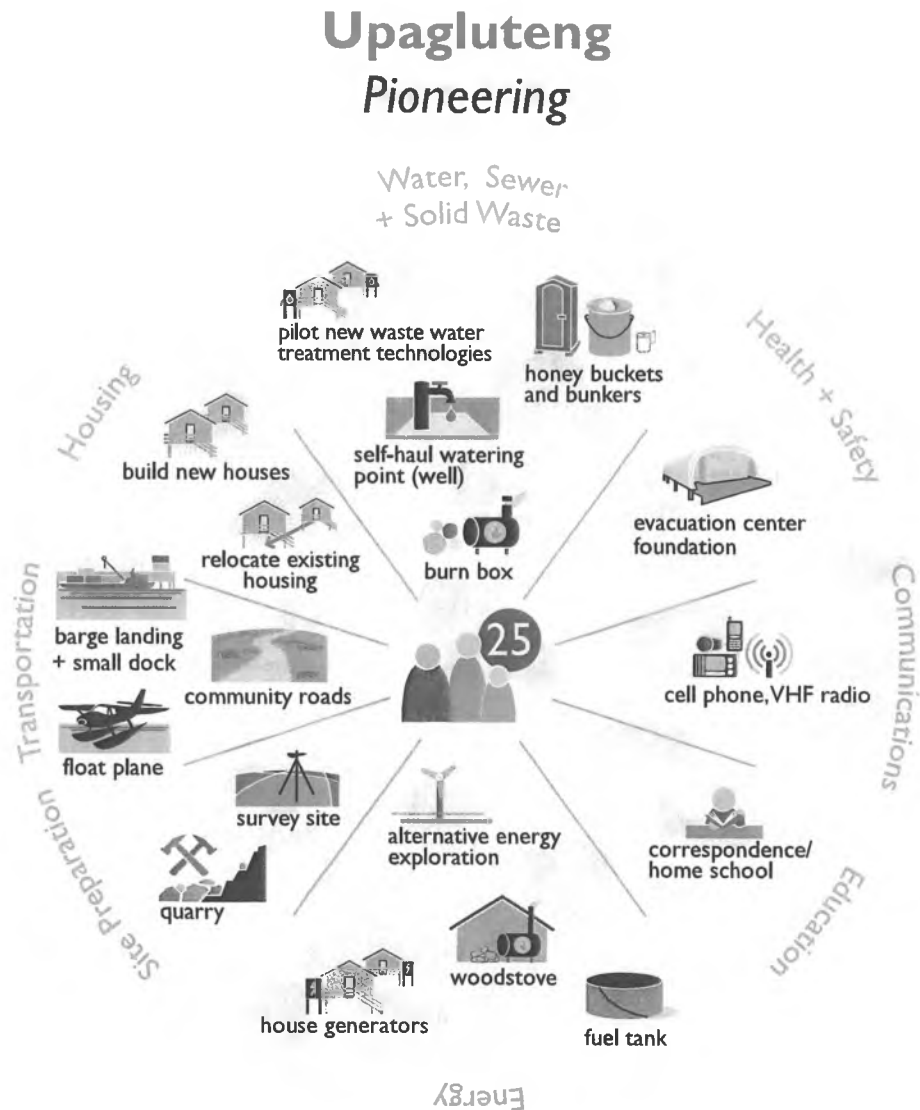 Upagluteng
Pioneering
Water, Sewer
+ Solid Waste
pilot new waste water
treatment technologies
honey buckets
and bunkers
self-haul watering
point (well)
burn box
Health + Safety
evacuation center
foundation
Communications
cell phone, VHF radio
Education
correspondence/
home school
Energy
alternative energy
exploration
woodstove
house generators
fuel tank
Site Preparation
survey site
quarry
Transportation
barge landing
+ small dock
community roads
float plane
Housing
build new houses
relocate existing
housing
25